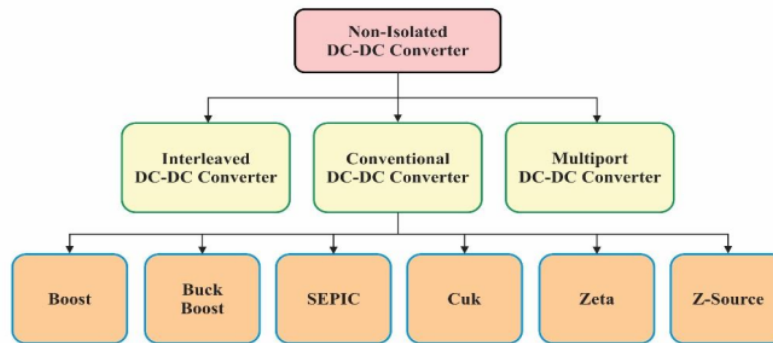 Non-Isolated
DC-DC Converter
Interleaved
DC-DC Converter
Conventional
DC-DC Converter
Multiport
DC-DC Converter
Boost
Buck
Boost
SEPIC
Cuk
Zeta
Z-Source